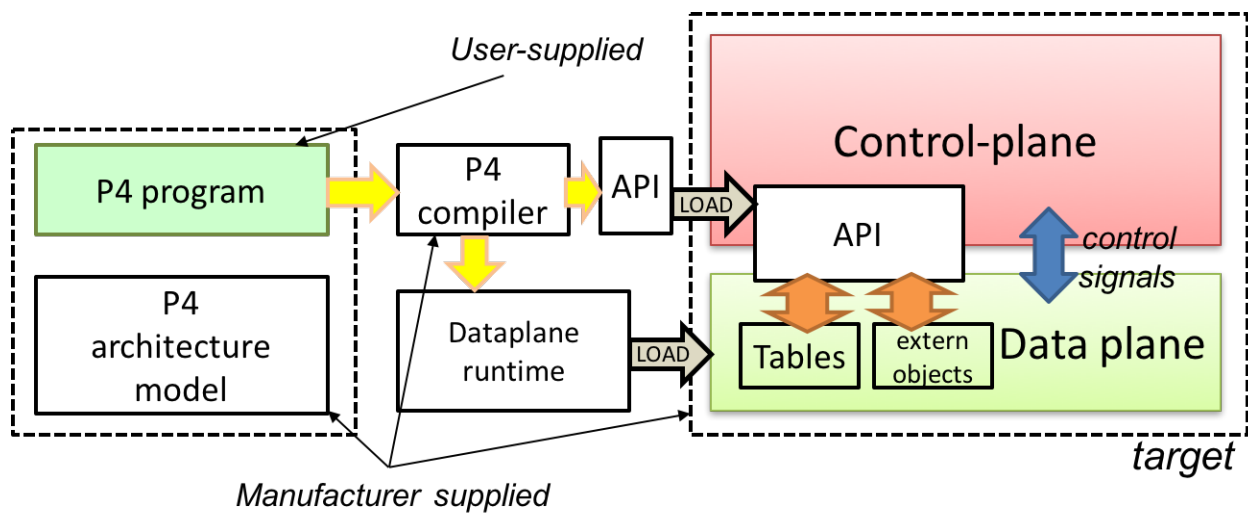 User-supplied
P4 program
P4
compiler
API
LOAD
Control-plane
API
control
signals
P4
architecture
model
Dataplane
runtime
LOAD
Tables
extern
objects
Data plane
target
Manufacturer supplied